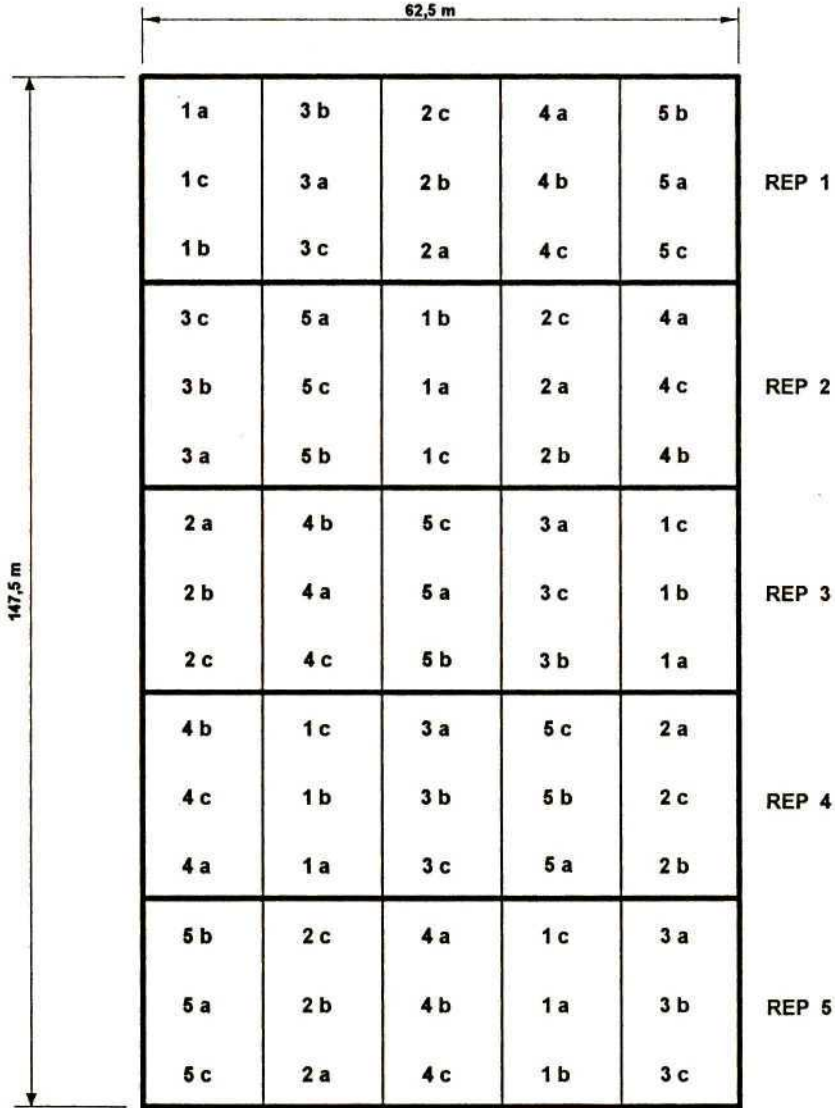 62,5 m
1 a 3 b 2 c 4 a 5 b
1 c 3 a 2 b 4 b 5 a REP 1
1 b 3 c 2 a 4 c 5 c
3 c 5 a 1 b 2 c 4 a
3 b 5 c 1 a 2 a 4 c REP 2
3 a 5 b 1 c 2 b 4 b
2 a 4 b 5 c 3 a 1 c
147,5 m
2 b 4 a 5 a 3 c 1 b REP 3
2 c 4 c 5 b 3 b 1 a
4 b 1 c 3 a 5 c 2 a
4 c 1 b 3 b 5 b 2 c REP 4
4 a 1 a 3 c 5 a 2 b
5 b 2 c 4 a 1 c 3 a
5 a 2 b 4 b 1 a 3 b REP 5
5 c 2 a 4 c 1 b 3 c